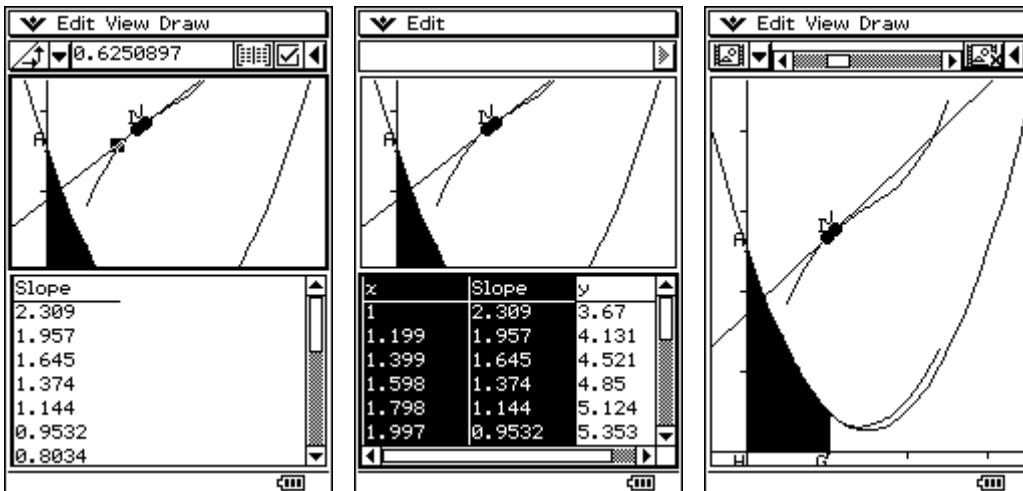 Edit View Draw
0.6250897
A
Slope
2.309
1.957
1.645
1.374
1.144
0.9532
0.8034
Edit
A
x Slope y
1 2.309 3.67
1.199 1.957 4.131
1.399 1.645 4.521
1.598 1.374 4.85
1.798 1.144 5.124
1.997 0.9532 5.353
Edit View Draw
A
H G